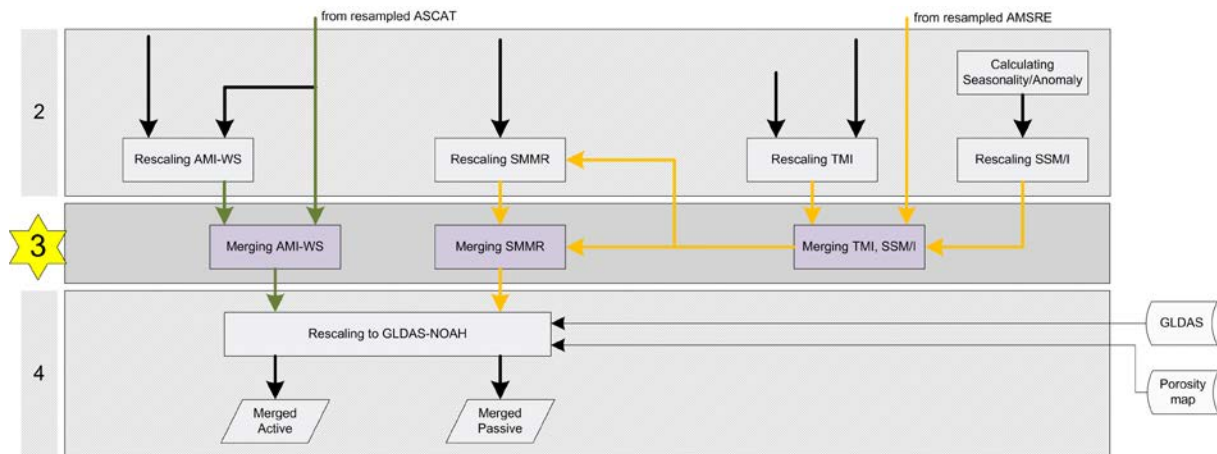 from resampled ASCAT
from resampled AMSRE
Calculating
Seasonality/Anomaly
2
Rescaling AMI-WS
Rescaling SMMR
Rescaling TMI
Rescaling SSM/I
3
Merging AMI-WS
Merging SMMR
Merging TMI, SSM/I
Rescaling to GLDAS-NOAH
GLDAS
4
Porosity
map
Merged
Active
Merged
Passive